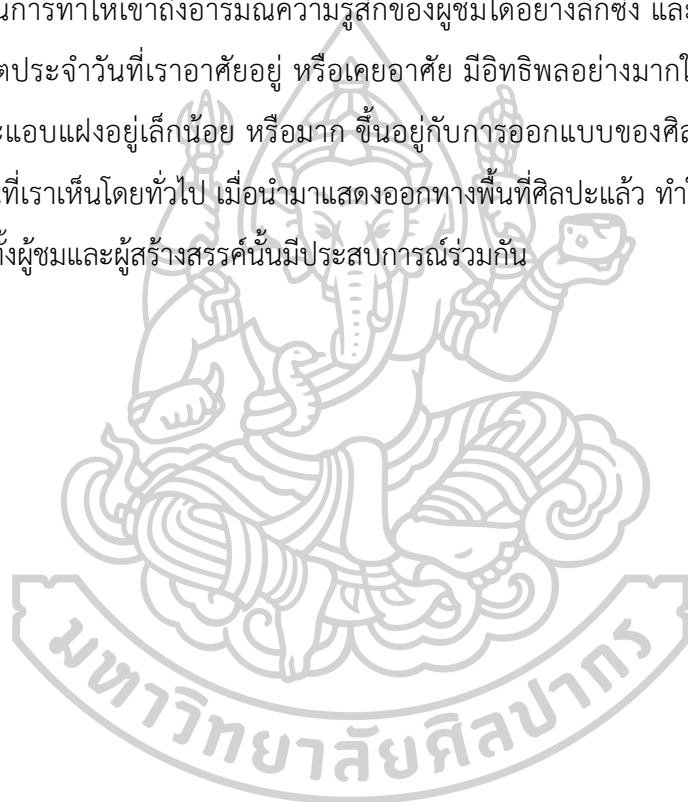 นการทำให้เข้าถึงอารมณ์ความรู้สึกของผู้ชมได้อย่างลึกซึ้ง และ
ตประจำวันที่เราอาศัยอยู่ หรือเคยอาศัย มีอิทธิพลอย่างมากใ
ะแอบแฝงอยู่เล็กน้อย หรือมาก ขึ้นอยู่กับการออกแบบของศิล
ที่เราเห็นโดยทั่วไป เมื่อนำมาแสดงออกทางพื้นที่ศิลปะแล้ว ทำใ
ั้งผู้ชมและผู้สร้างสรรค์นั้นมีประสบการณ์ร่วมกัน
มหาวิทยาลัยศิลปากร